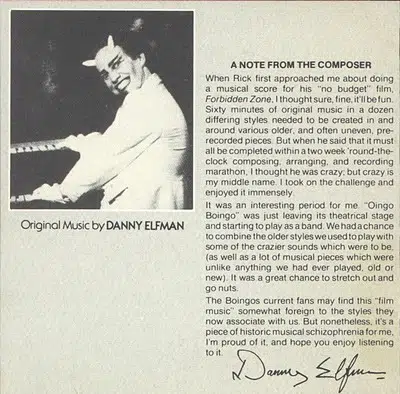 Original Music by DANNY ELFMAN
A NOTE FROM THE COMPOSER
When Rick first approached me about doing
a musical score for his "no budget" film,
Forbidden Zone, I thought sure, fine, it'll be fun.
Sixty minutes of original music in a dozen
differing styles needed to be created in and
around various older, and often uneven, pre-
recorded pieces. But when he said that it must
all be completed within a two week 'round-the-
clock composing, arranging, and recording
marathon, I thought he was crazy; but crazy is
my middle name. I took on the challenge and
enjoyed it immensely.
It was an interesting period for me. "Oingo
Boingo" was just leaving its theatrical stage
and starting to play as a band. We had a chance
to combine the older styles we used to play with
some of the crazier sounds which were to be,
(as well as a lot of musical pieces which were
unlike anything we had ever played, old or
new). It was a great chance to stretch out and
go nuts.
The Boingos current fans may find this "film
music" somewhat foreign to the styles they
now associate with us. But nonetheless, it's a
piece of historic musical schizophrenia for me,
I'm proud of it, and hope you enjoy listening
to it.
Danny Elfman